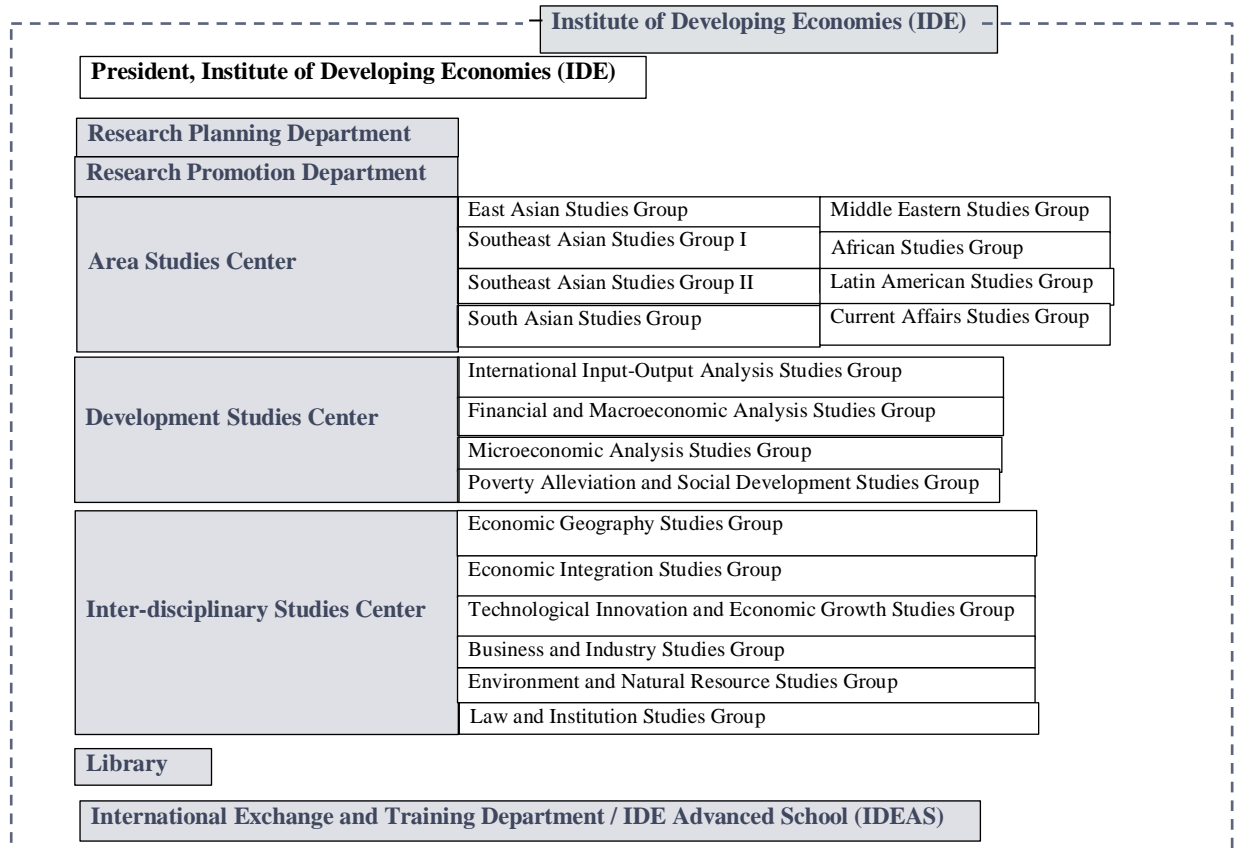 Institute of Developing Economies (IDE)
President, Institute of Developing Economies (IDE)
Research Planning Department
Research Promotion Department
Area Studies Center
East Asian Studies Group
Southeast Asian Studies Group I
Southeast Asian Studies Group II
South Asian Studies Group
Middle Eastern Studies Group
African Studies Group
Latin American Studies Group
Current Affairs Studies Group
Development Studies Center
International Input-Output Analysis Studies Group
Financial and Macroeconomic Analysis Studies Group
Microeconomic Analysis Studies Group
Poverty Alleviation and Social Development Studies Group
Inter-disciplinary Studies Center
Economic Geography Studies Group
Economic Integration Studies Group
Technological Innovation and Economic Growth Studies Group
Business and Industry Studies Group
Environment and Natural Resource Studies Group
Law and Institution Studies Group
Library
International Exchange and Training Department / IDE Advanced School (IDEAS)